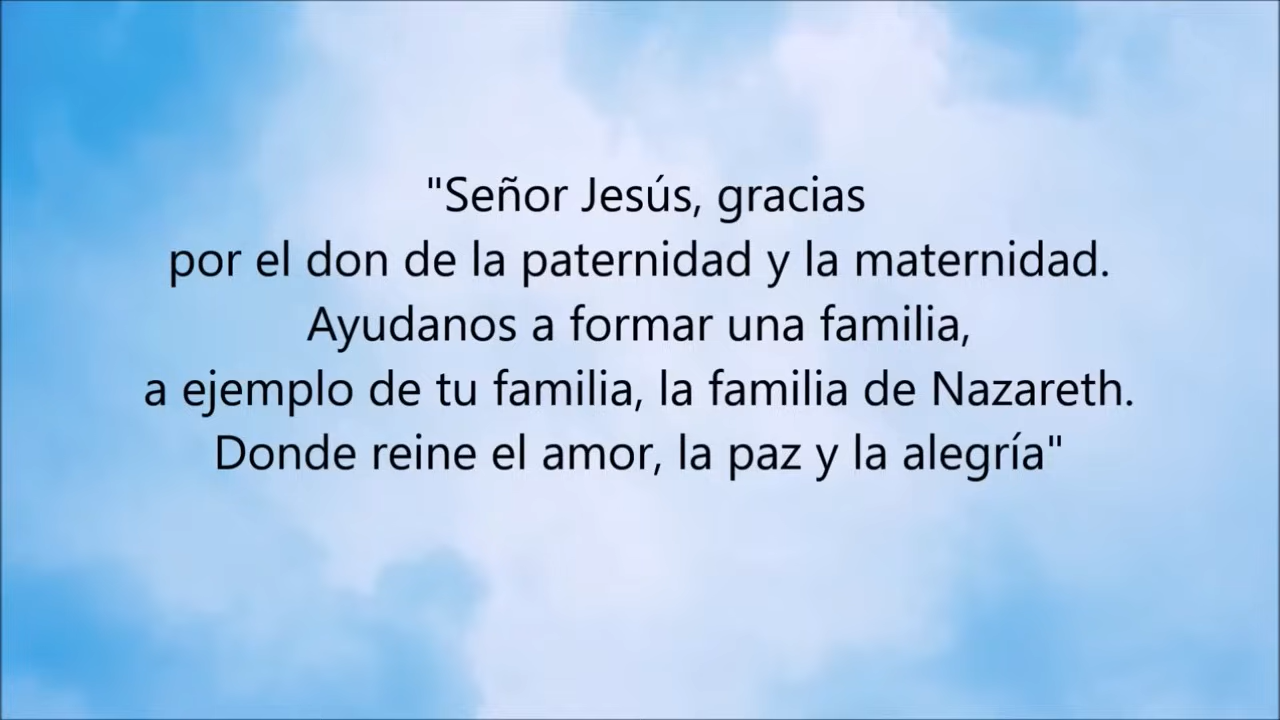 "Señor Jesús, gracias
por el don de la paternidad y la maternidad.
Ayudanos a formar una familia,
a ejemplo de tu familia, la familia de Nazareth.
Donde reine el amor, la paz y la alegría"